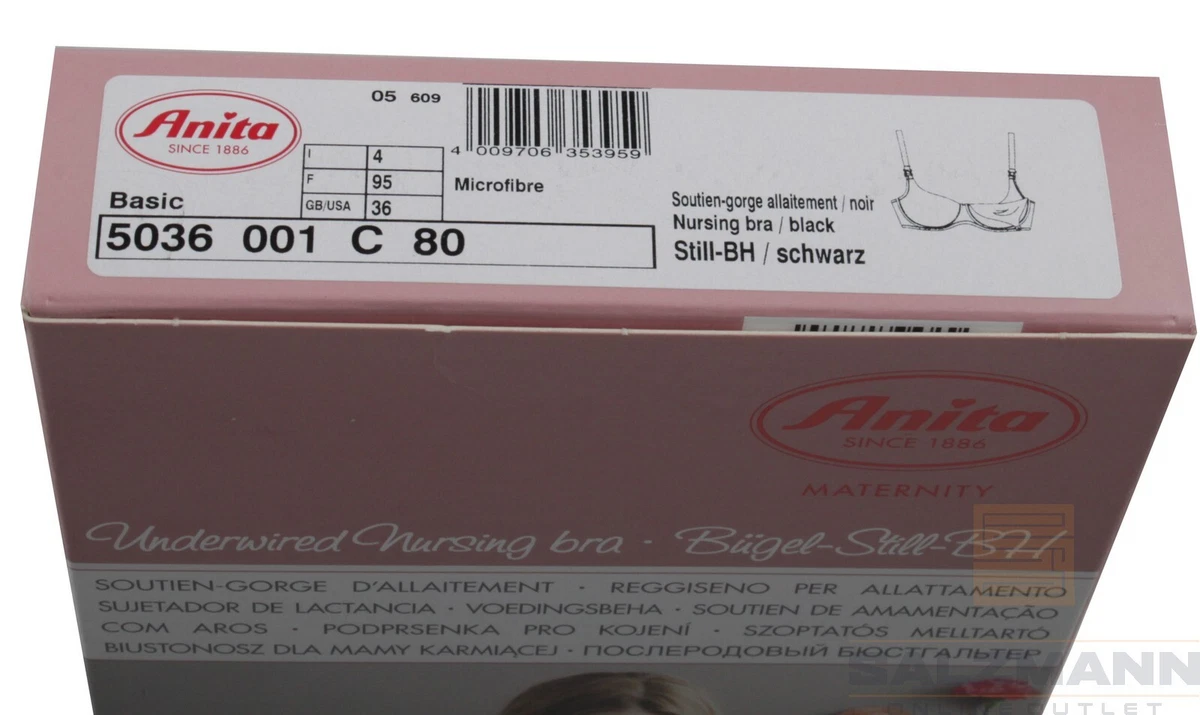 05 609
Anita
SINCE 1886
4 009706 353959
I 4
F 95
GB/USA 36
Microfibre
Basic
5036 001 C 80
Soutien-gorge allaitement / noir
Nursing bra / black
Still-BH / schwarz
Anita
SINCE 1886
MATERNITY
Underwired Nursing bra · Bügel-Still-BH
SOUTIEN-GORGE D'ALLAITEMENT · REGGISENO PER ALLATTAMENTO
SUJETADOR DE LACTANCIA · VOEDINGSBEHA · SOUTIEN DE AMAMENTAÇÃO
COM AROS · PODPRSENKA PRO KOJENÍ · SZOPTATÓS MELLTARTÓ
BIUSTONOSZ DLA MAMY KARMIĄCEJ · ПОСЛЕРОДОВЫЙ БЮСТГАЛЬТЕР
SALZMANN
ONLINE OUTLET